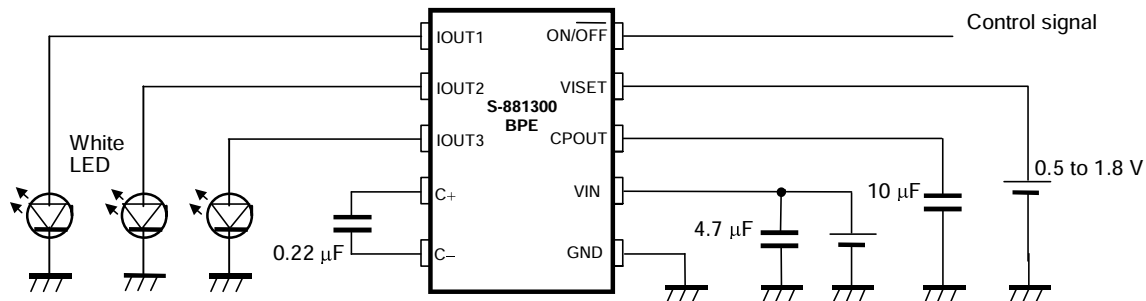 Control signal
IOUT1
ON/OFF
IOUT2
VISET
S-881300
BPE
IOUT3
CPOUT
White
LED
0.5 to 1.8 V
C+
VIN
10 μF
4.7 μF
0.22 μF
C−
GND